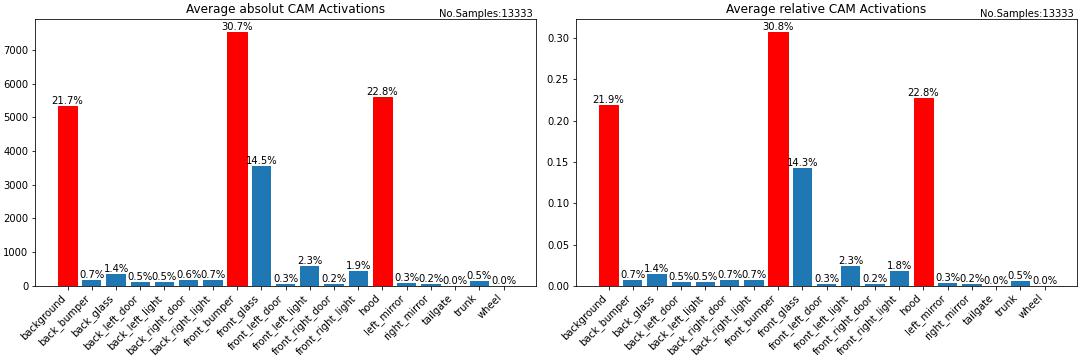 Average absolut CAM Activations
No.Samples:13333
7000
6000
5000
4000
3000
2000
1000
0
21.7%
0.7%
1.4%
0.5%
0.5%
0.6%
0.7%
30.7%
14.5%
0.3%
2.3%
0.2%
1.9%
22.8%
0.3%
0.2%
0.0%
0.5%
0.0%
background
back_bumper
back_glass
back_left_door
back_left_light
back_right_door
back_right_light
front_bumper
front_glass
front_left_door
front_left_light
front_right_door
front_right_light
hood
left_mirror
right_mirror
tailgate
trunk
wheel
Average relative CAM Activations
No.Samples:13333
0.30
0.25
0.20
0.15
0.10
0.05
0.00
21.9%
0.7%
1.4%
0.5%
0.5%
0.7%
0.7%
30.8%
14.3%
0.3%
2.3%
0.2%
1.8%
22.8%
0.3%
0.2%
0.0%
0.5%
0.0%
background
back_bumper
back_glass
back_left_door
back_left_light
back_right_door
back_right_light
front_bumper
front_glass
front_left_door
front_left_light
front_right_door
front_right_light
hood
left_mirror
right_mirror
tailgate
trunk
wheel